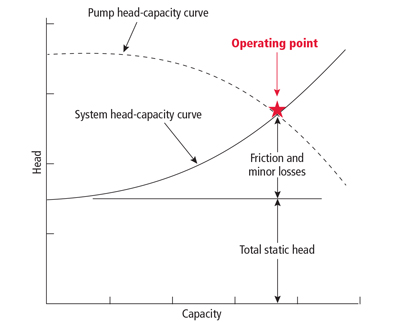 Pump head-capacity curve
Operating point
System head-capacity curve
Friction and
minor losses
Head
Total static head
Capacity